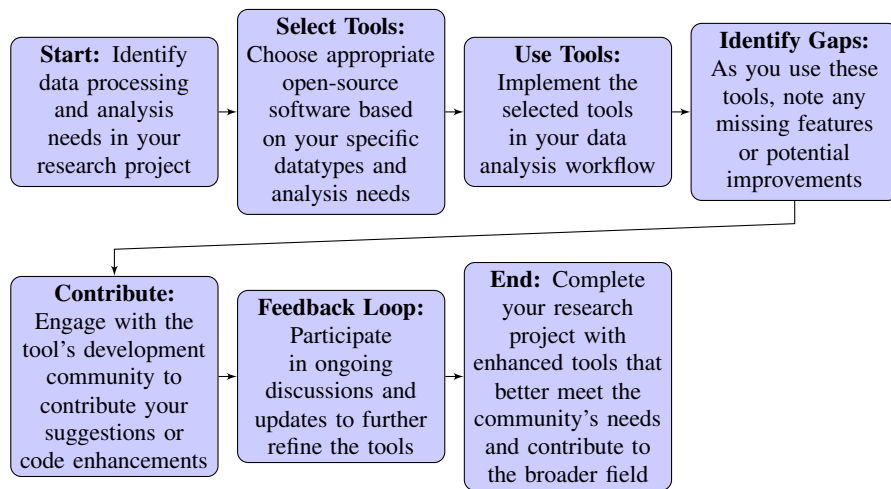 Start: Identify
data processing
and analysis
needs in your
research project
Select Tools:
Choose appropriate
open-source
software based
on your specific
datatypes and
analysis needs
Use Tools:
Implement the
selected tools
in your data
analysis workflow
Identify Gaps:
As you use these
tools, note any
missing features
or potential
improvements
Contribute:
Engage with the
tool's development
community to
contribute your
suggestions or
code enhancements
Feedback Loop:
Participate
in ongoing
discussions and
updates to further
refine the tools
End: Complete
your research
project with
enhanced tools that
better meet the
community's needs
and contribute to
the broader field